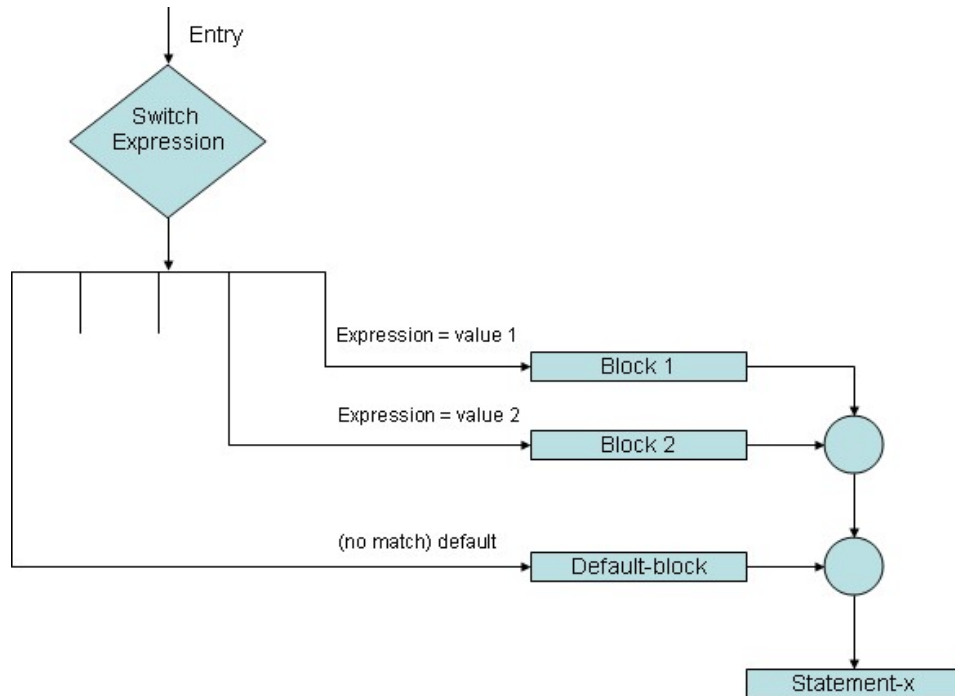 Entry
Switch
Expression
Expression = value 1
Block 1
Expression = value 2
Block 2
(no match) default
Default-block
Statement-x